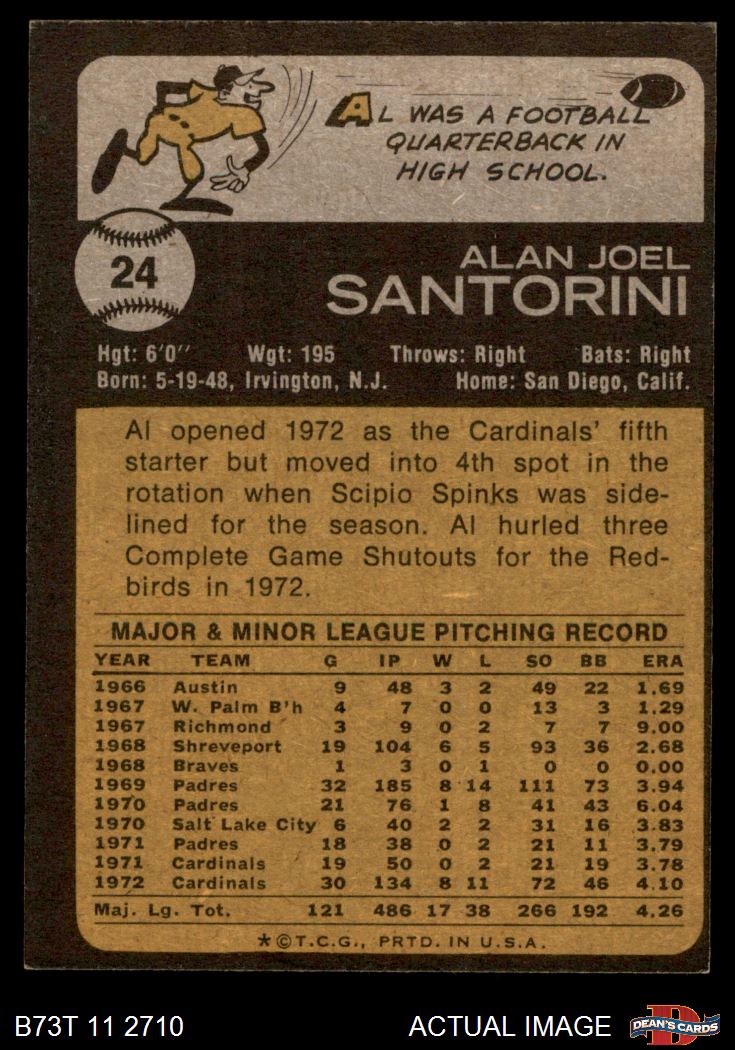 AL WAS A FOOTBALL
QUARTERBACK IN
HIGH SCHOOL.
24
ALAN JOEL
SANTORINI
Hgt: 6'0" Wgt: 195 Throws: Right Bats: Right
Born: 5-19-48, Irvington, N.J. Home: San Diego, Calif.
Al opened 1972 as the Cardinals' fifth
starter but moved into 4th spot in the
rotation when Scipio Spinks was side-
lined for the season. Al hurled three
Complete Game Shutouts for the Red-
birds in 1972.
MAJOR & MINOR LEAGUE PITCHING RECORD
YEAR TEAM G IP W L SO BB ERA
1966 Austin 9 48 3 2 49 22 1.69
1967 W. Palm B'h 4 7 0 0 13 3 1.29
1967 Richmond 3 9 0 2 7 7 9.00
1968 Shreveport 19 104 6 5 93 36 2.68
1968 Braves 1 3 0 1 0 0 0.00
1969 Padres 32 185 8 14 111 73 3.94
1970 Padres 21 76 1 8 41 43 6.04
1970 Salt Lake City 6 40 2 2 31 16 3.83
1971 Padres 18 38 0 2 21 11 3.79
1971 Cardinals 19 50 0 2 21 19 3.78
1972 Cardinals 30 134 8 11 72 46 4.10
Maj. Lg. Tot. 121 486 17 38 266 192 4.26
*©T.C.G., PRTD. IN U.S.A.
B73T 11 2710 ACTUAL IMAGE D DEAN'S CARDS